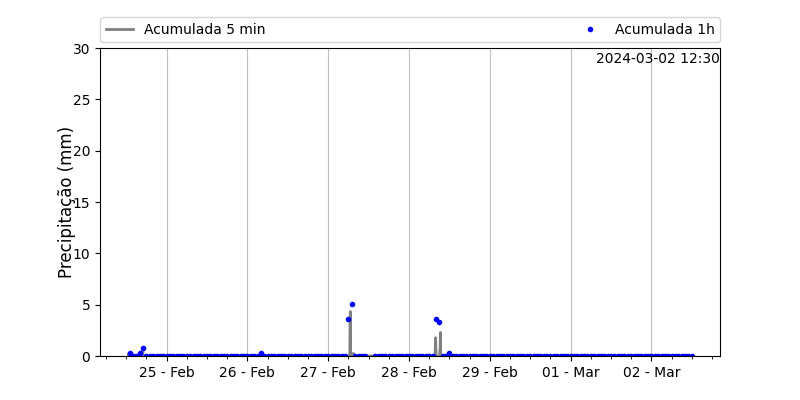 Acumulada 5 min
Acumulada 1h
2024-03-02 12:30
Precipitação (mm)
30
25
20
15
10
5
0
25 - Feb
26 - Feb
27 - Feb
28 - Feb
29 - Feb
01 - Mar
02 - Mar